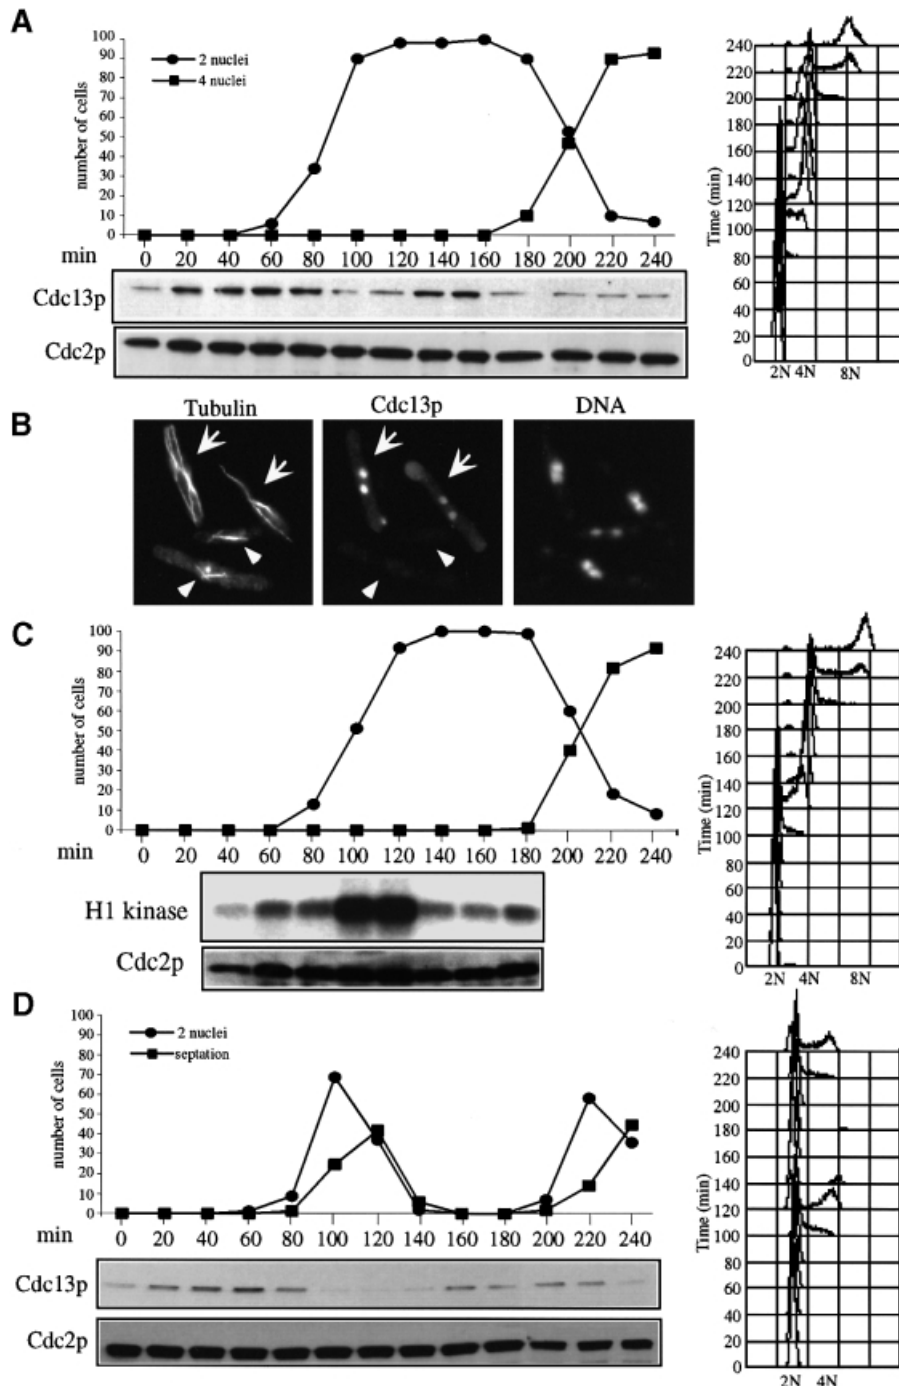 A
number of cells
100
90
80
70
60
50
40
30
20
10
0
2 nuclei
4 nuclei
min
0 20 40 60 80 100 120 140 160 180 200 220 240
Cdc13p
Cdc2p
Time (min)
240
220
200
180
160
140
120
100
80
60
40
20
0
2N 4N 8N
B
Tubulin Cdc13p DNA
C
number of cells
100
90
80
70
60
50
40
30
20
10
0
min
0 20 40 60 80 100 120 140 160 180 200 220 240
H1 kinase
Cdc2p
Time (min)
240
220
200
180
160
140
120
100
80
60
40
20
0
2N 4N 8N
D
number of cells
100
90
80
70
60
50
40
30
20
10
0
2 nuclei
septation
min
0 20 40 60 80 100 120 140 160 180 200 220 240
Cdc13p
Cdc2p
Time (min)
240
220
200
180
160
140
120
100
80
60
40
20
0
2N 4N